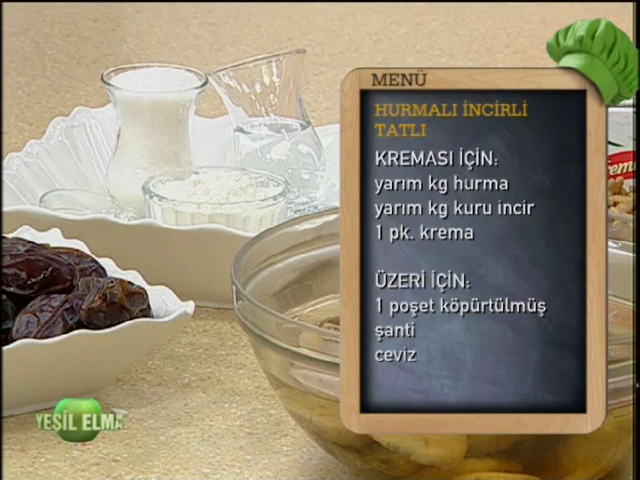 MENÜ
HURMALI İNCİRLİ
TATLI
KREMASI İÇİN:
yarım kg hurma
yarım kg kuru incir
1 pk. krema
ÜZERİ İÇİN:
1 poşet köpürtülmüş
şanti
ceviz
YEŞİL ELMA